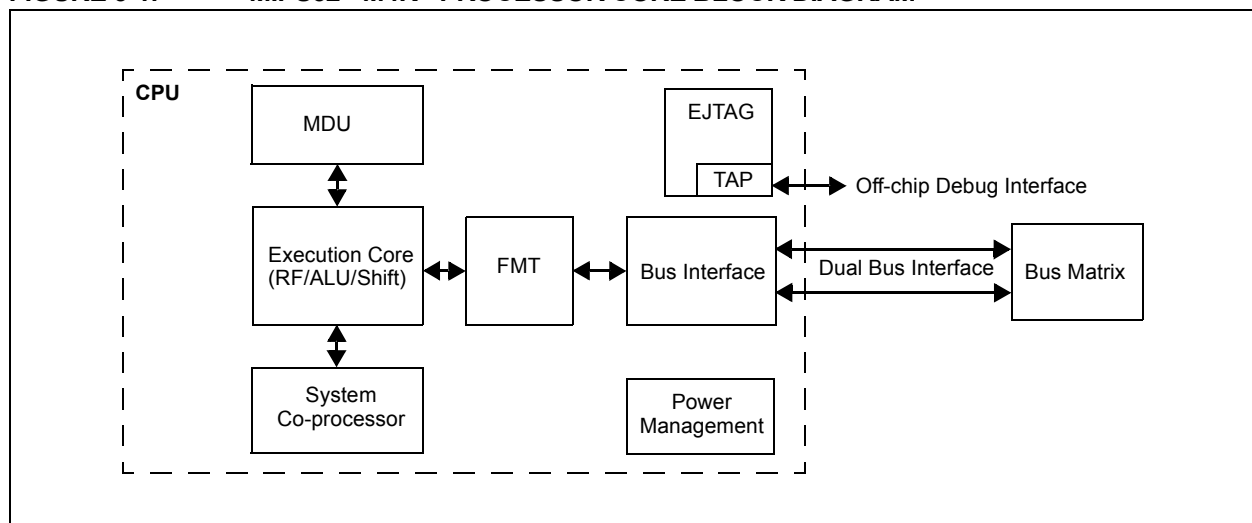 CPU
MDU
EJTAG
TAP
Off-chip Debug Interface
Execution Core
(RF/ALU/Shift)
FMT
Bus Interface
Dual Bus Interface
Bus Matrix
System
Co-processor
Power
Management